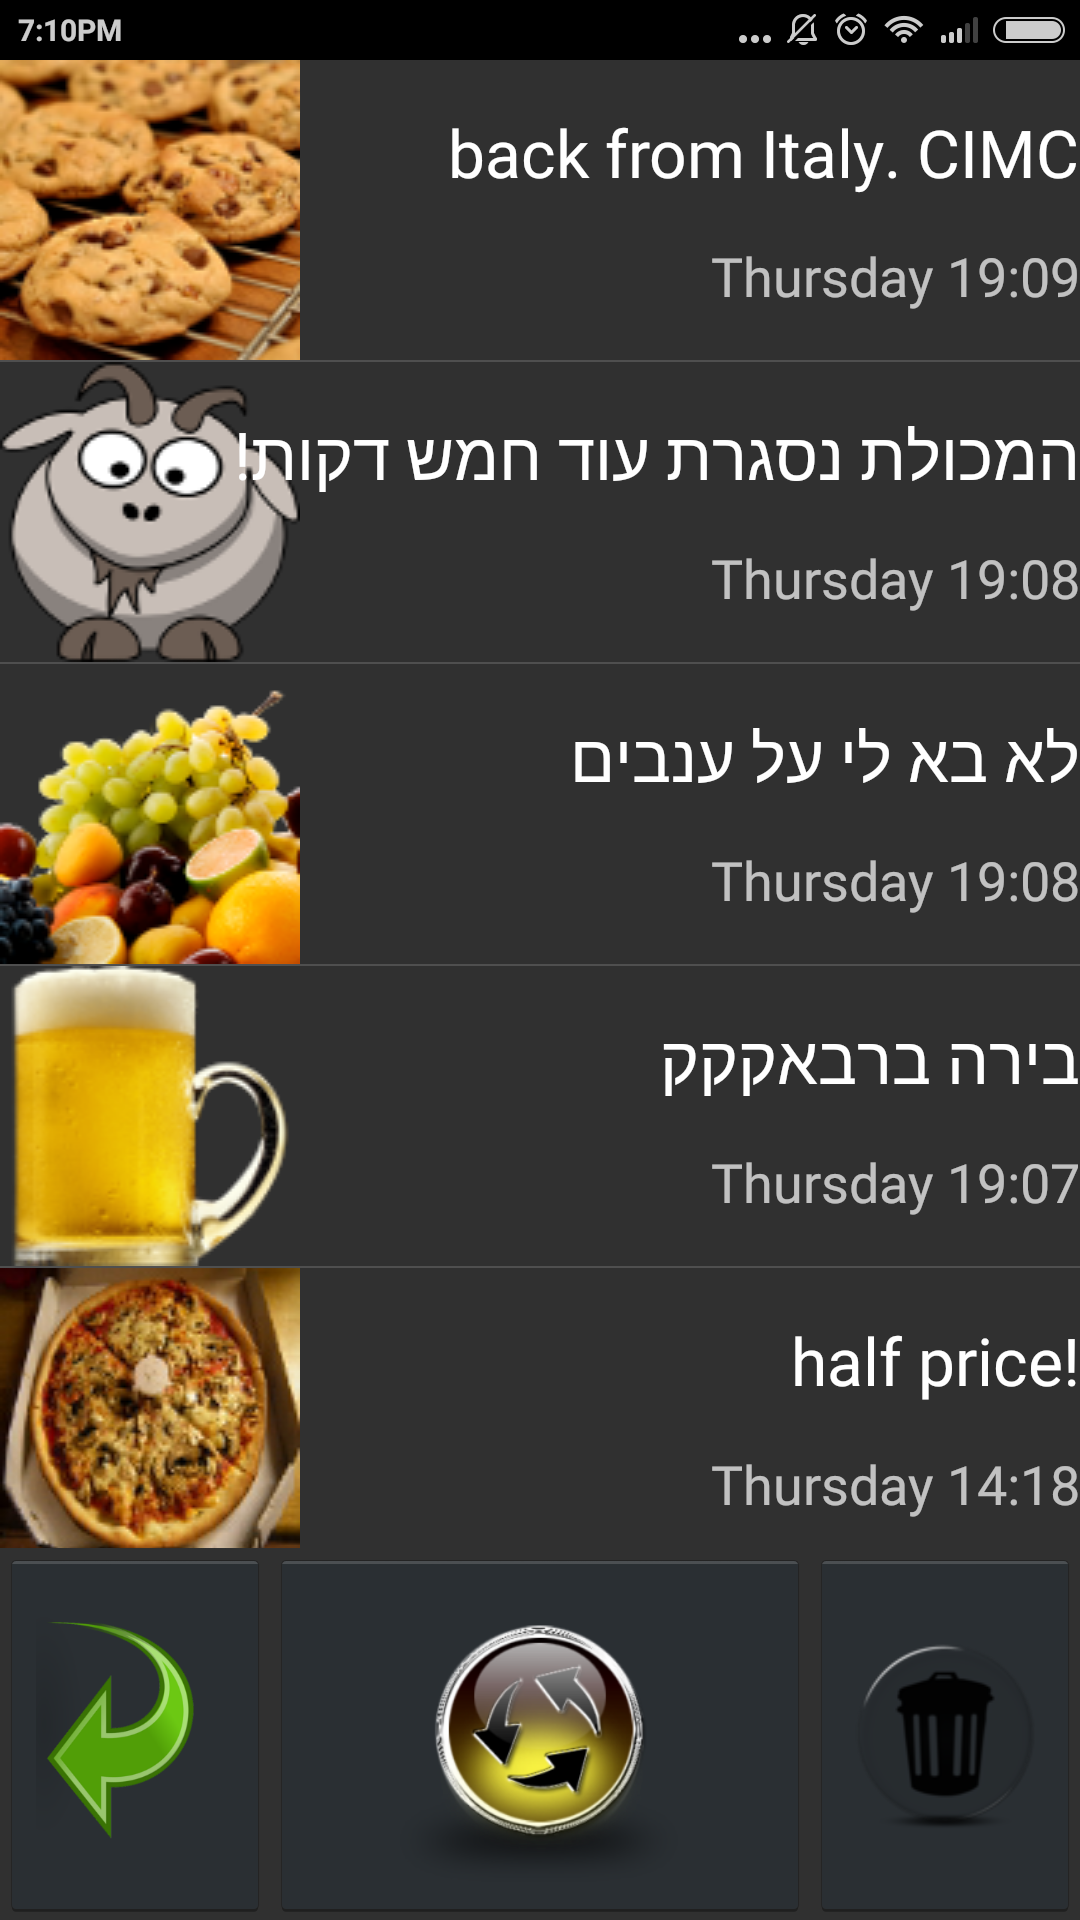 7:10PM
back from Italy. CIMC
Thursday 19:09
המכולת נסגרת עוד חמש דקות!
Thursday 19:08
לא בא לי על ענבים
Thursday 19:08
בירה ברבאקקק
Thursday 19:07
half price!
Thursday 14:18